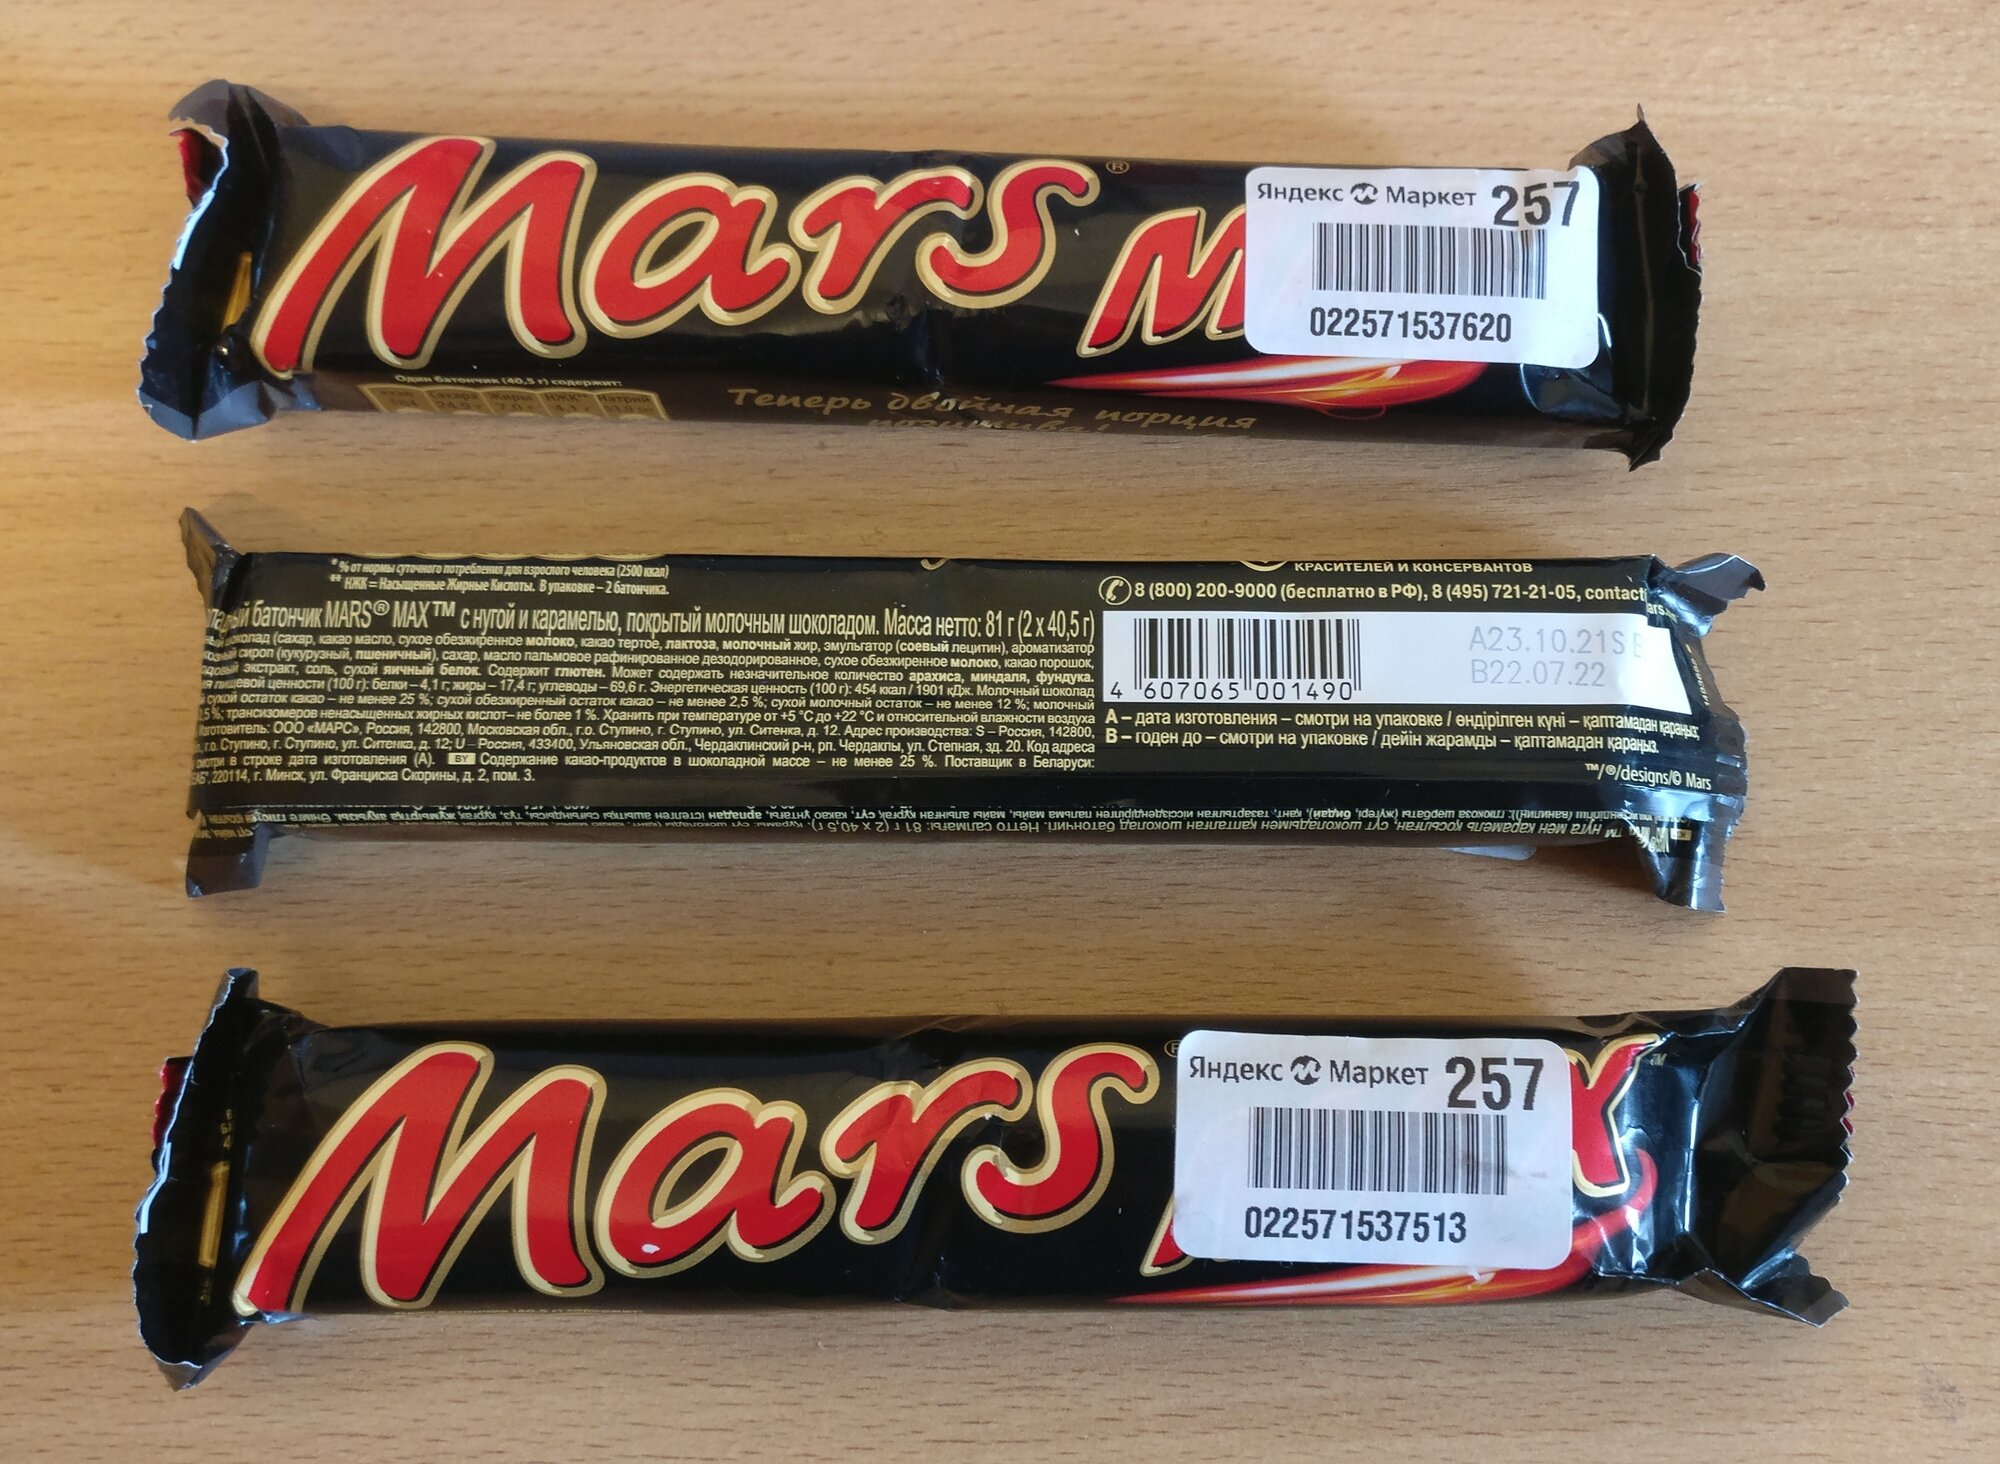 Mars®
M
Яндекс Маркет 257
022571537620
Один батончик (40,5 г) содержит:
Сахара Жиры НЖК** Натрий
Теперь двойная порция
позитива!
* % от нормы суточного потребления для взрослого человека (2500 ккал)
** НЖК = Насыщенные Жирные Кислоты. В упаковке – 2 батончика.
батончик MARS® MAX™ с нугой и карамелью, покрытый молочным шоколадом. Масса нетто: 81 г (2 x 40,5 г)
шоколад (сахар, какао масло, сухое обезжиренное молоко, какао тертое, лактоза, молочный жир, эмульгатор (соевый лецитин), ароматизатор
сироп (кукурузный, пшеничный), сахар, масло пальмовое рафинированное дезодорированное, сухое обезжиренное молоко, какао порошок,
экстракт, соль, сухой яичный белок. Содержит глютен. Может содержать незначительное количество арахиса, миндаля, фундука.
пищевой ценности (100 г): белки – 4,1 г; жиры – 17,4 г; углеводы – 69,6 г. Энергетическая ценность (100 г): 454 ккал / 1901 кДж. Молочный шоколад
сухой остаток какао – не менее 25 %; сухой обезжиренный остаток какао – не менее 2,5 %; сухой молочный остаток – не менее 12 %; молочный
трансизомеров ненасыщенных жирных кислот– не более 1 %. Хранить при температуре от +5 °С до +22 °С и относительной влажности воздуха
Изготовитель: ООО «МАРС», Россия, 142800, Московская обл., г.о. Ступино, г. Ступино, ул. Ситенка, д. 12. Адрес производства: S – Россия, 142800,
г.о. Ступино, г. Ступино, ул. Ситенка, д. 12; U – Россия, 433400, Ульяновская обл., Чердаклинский р-н, рп. Чердаклы, ул. Степная, зд. 20. Код адреса
смотри в строке дата изготовления (А). BY Содержание какао-продуктов в шоколадной массе – не менее 25 %. Поставщик в Беларуси:
220114, г. Минск, ул. Франциска Скорины, д. 2, пом. 3.
КРАСИТЕЛЕЙ И КОНСЕРВАНТОВ
8 (800) 200-9000 (бесплатно в РФ), 8 (495) 721-21-05, contact
A23.10.21S
B22.07.22
4 607065 001490
А – дата изготовления – смотри на упаковке / өндірілген күні – қаптамадан қараңыз;
В – годен до – смотри на упаковке / дейін жарамды – қаптамадан қараңыз.
™/®/designs/© Mars
Mars
x™
Яндекс Маркет 257
022571537513